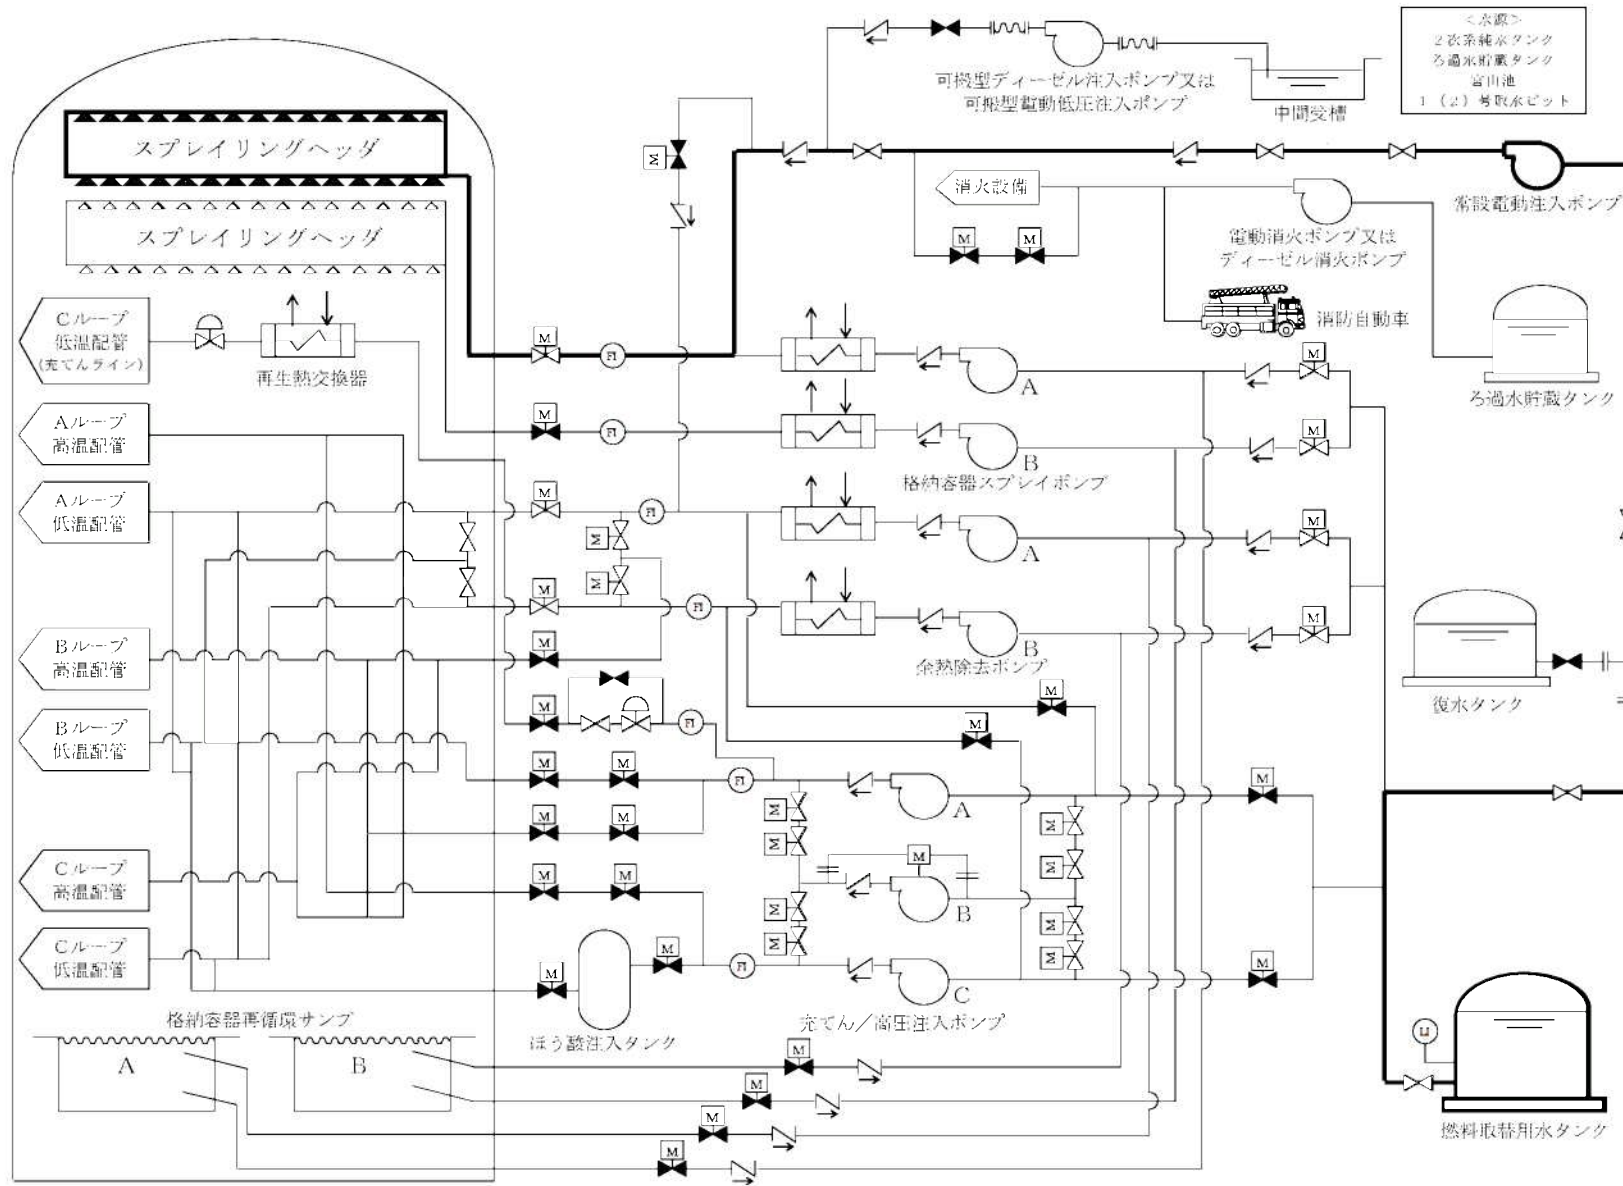 <水源>
2次系純水タンク
ろ過水貯蔵タンク
宮山池
1(2)号取水ピット
可搬型ディーゼル注入ポンプ又は
可搬型電動低圧注入ポンプ
中間受槽
スプレイリングヘッダ
M
消火設備
常設電動注入ポンプ
スプレイリングヘッダ
M
M
電動消火ポンプ又は
ディーゼル消火ポンプ
消防自動車
Cループ
低温配管
(充てんライン)
再生熱交換器
M
FI
A
M
ろ過水貯蔵タンク
Aループ
高温配管
M
FI
B
M
格納容器スプレイポンプ
Aループ
低温配管
M
FI
M
A
M
M
M
FI
B
M
余熱除去ポンプ
Bループ
高温配管
M
復水タンク
Bループ
低温配管
M
FI
M
M
M
M
FI
A
M
M
M
M
M
M
M
M
B
Cループ
高温配管
M
M
M
M
M
M
Cループ
低温配管
M
M
FI
C
M
充てん/高圧注入ポンプ
ほう酸注入タンク
格納容器再循環サンプ
A
B
M
M
M
M
LI
燃料取替用水タンク